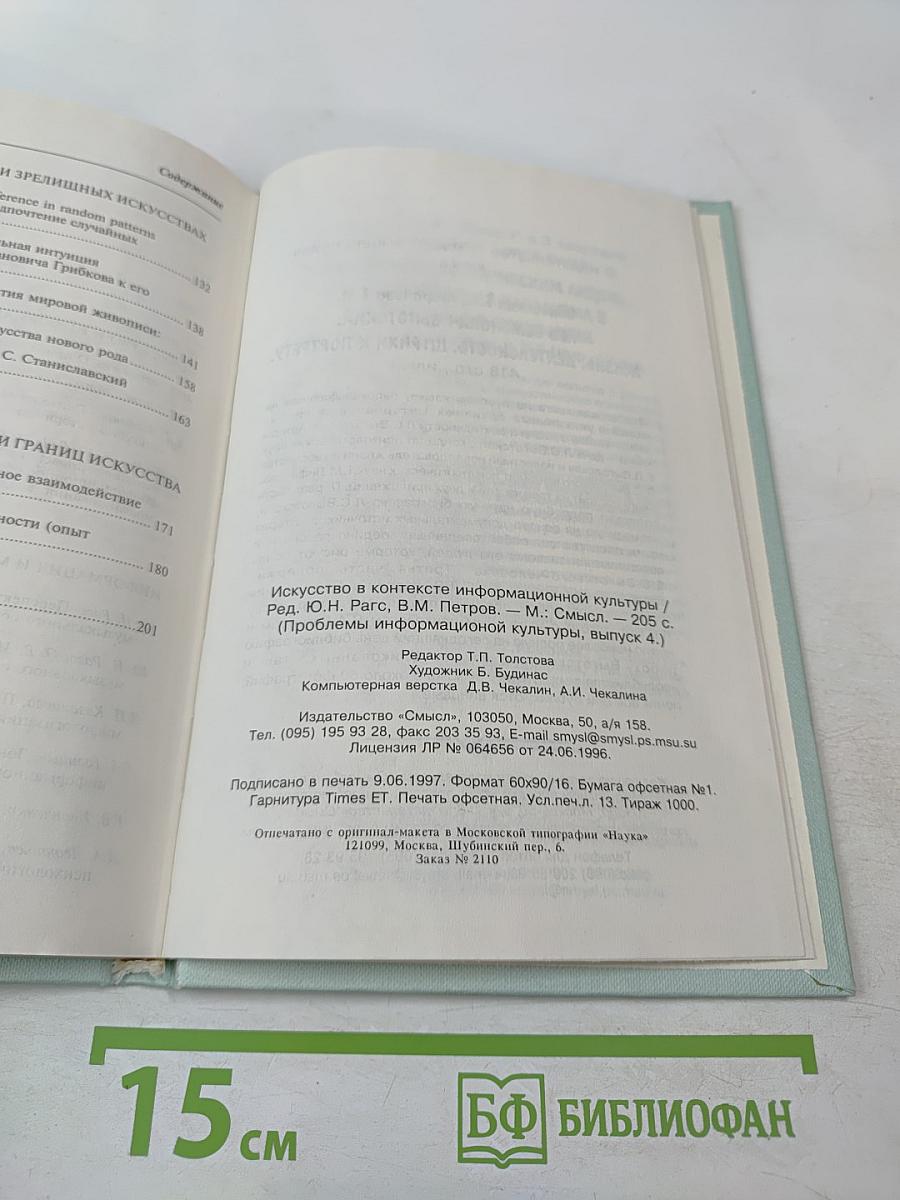 Содержание
И ЗРЕЛИЩНЫХ ИСКУССТВАХ
erence in random patterns
дпочтение случайных
132
ьная интуиция
ановича Грибкова к его
138
тия мировой живописи:
141
усства нового рода 158
С. Станиславский
163
И ГРАНИЦ ИСКУССТВА
ное взаимодействие
171
ности (опыт
180
201
Искусство в контексте информационной культуры /
Ред. Ю.Н. Рагс, В.М. Петров. — М.: Смысл. — 205 с.
(Проблемы информационой культуры, выпуск 4.)
Редактор Т.П. Толстова
Художник Б. Будинас
Компьютерная верстка Д.В. Чекалин, А.И. Чекалина
Издательство «Смысл», 103050, Москва, 50, а/я 158.
Тел. (095) 195 93 28, факс 203 35 93, E-mail smysl@smysl.ps.msu.su
Лицензия ЛР № 064656 от 24.06.1996.
Подписано в печать 9.06.1997. Формат 60х90/16. Бумага офсетная №1.
Гарнитура Times ET. Печать офсетная. Усл.печ.л. 13. Тираж 1000.
Отпечатано с оригинал-макета в Московской типографии «Наука»
121099, Москва, Шубинский пер., 6.
Заказ № 2110
15 см
БФ БИБЛИОФАН